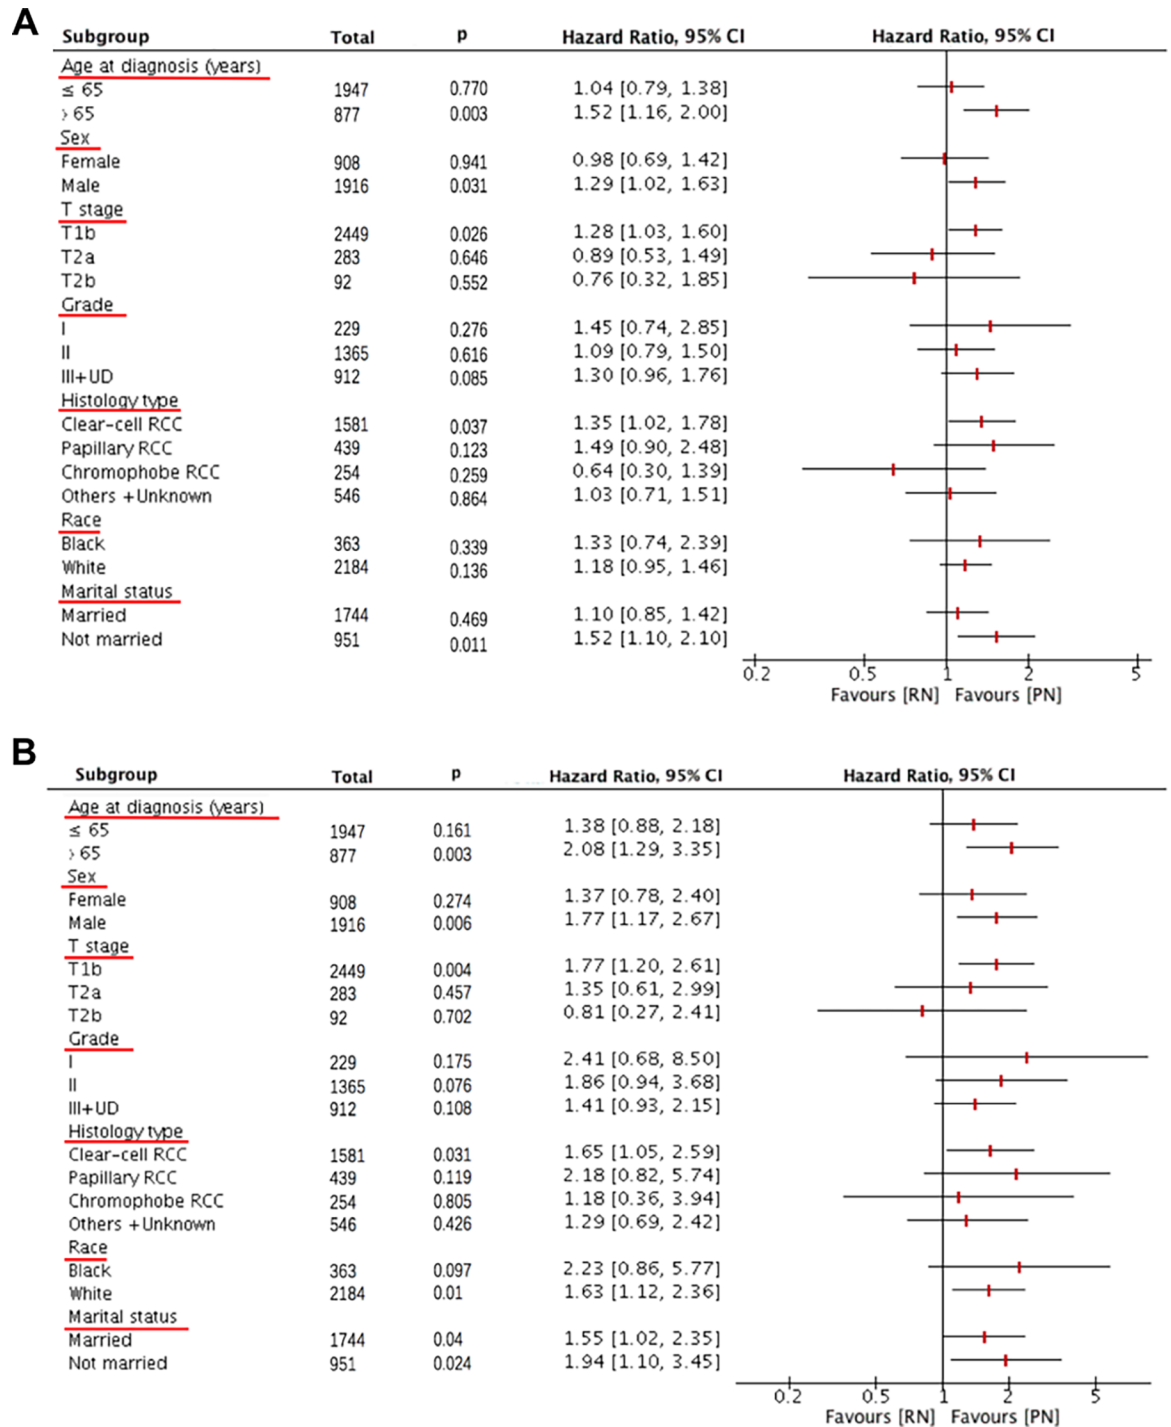 A
Subgroup Total p Hazard Ratio, 95% CI Hazard Ratio, 95% CI
Age at diagnosis (years)
≤ 65 1947 0.770 1.04 [0.79, 1.38]
› 65 877 0.003 1.52 [1.16, 2.00]
Sex
Female 908 0.941 0.98 [0.69, 1.42]
Male 1916 0.031 1.29 [1.02, 1.63]
T stage
T1b 2449 0.026 1.28 [1.03, 1.60]
T2a 283 0.646 0.89 [0.53, 1.49]
T2b 92 0.552 0.76 [0.32, 1.85]
Grade
I 229 0.276 1.45 [0.74, 2.85]
II 1365 0.616 1.09 [0.79, 1.50]
III+UD 912 0.085 1.30 [0.96, 1.76]
Histology type
Clear-cell RCC 1581 0.037 1.35 [1.02, 1.78]
Papillary RCC 439 0.123 1.49 [0.90, 2.48]
Chromophobe RCC 254 0.259 0.64 [0.30, 1.39]
Others +Unknown 546 0.864 1.03 [0.71, 1.51]
Race
Black 363 0.339 1.33 [0.74, 2.39]
White 2184 0.136 1.18 [0.95, 1.46]
Marital status
Married 1744 0.469 1.10 [0.85, 1.42]
Not married 951 0.011 1.52 [1.10, 2.10]
0.2 0.5 1 2 5
Favours [RN] Favours [PN]
B
Subgroup Total p Hazard Ratio, 95% CI Hazard Ratio, 95% CI
Age at diagnosis (years)
≤ 65 1947 0.161 1.38 [0.88, 2.18]
› 65 877 0.003 2.08 [1.29, 3.35]
Sex
Female 908 0.274 1.37 [0.78, 2.40]
Male 1916 0.006 1.77 [1.17, 2.67]
T stage
T1b 2449 0.004 1.77 [1.20, 2.61]
T2a 283 0.457 1.35 [0.61, 2.99]
T2b 92 0.702 0.81 [0.27, 2.41]
Grade
I 229 0.175 2.41 [0.68, 8.50]
II 1365 0.076 1.86 [0.94, 3.68]
III+UD 912 0.108 1.41 [0.93, 2.15]
Histology type
Clear-cell RCC 1581 0.031 1.65 [1.05, 2.59]
Papillary RCC 439 0.119 2.18 [0.82, 5.74]
Chromophobe RCC 254 0.805 1.18 [0.36, 3.94]
Others +Unknown 546 0.426 1.29 [0.69, 2.42]
Race
Black 363 0.097 2.23 [0.86, 5.77]
White 2184 0.01 1.63 [1.12, 2.36]
Marital status
Married 1744 0.04 1.55 [1.02, 2.35]
Not married 951 0.024 1.94 [1.10, 3.45]
0.2 0.5 1 2 5
Favours [RN] Favours [PN]